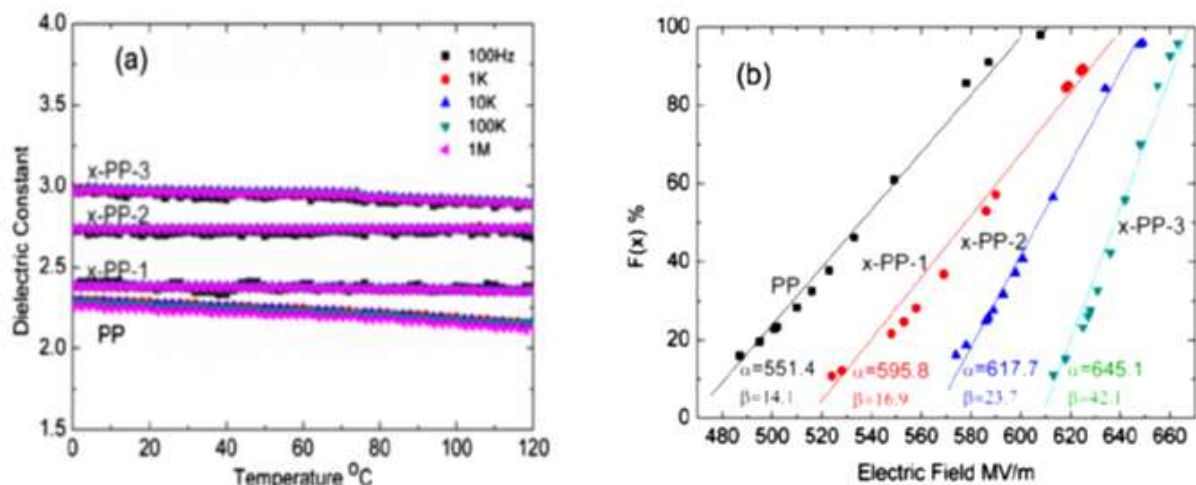 (a)
4.0
3.5
3.0
2.5
2.0
1.5
Dielectric Constant
100Hz
1K
10K
100K
1M
x-PP-3
x-PP-2
x-PP-1
PP
0
20
40
60
80
100
120
Temperature ⁰C
(b)
100
80
60
40
20
0
F(x) %
PP
x-PP-1
x-PP-2
x-PP-3
α=551.4
β=14.1
α=595.8
β=16.9
α=617.7
β=23.7
α=645.1
β=42.1
480
500
520
540
560
580
600
620
640
660
Electric Field MV/m